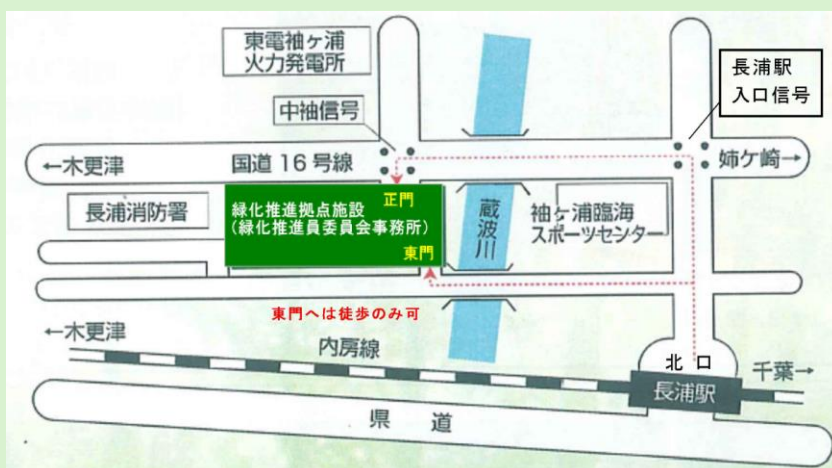 東電袖ヶ浦
火力発電所
長浦駅
入口信号
中袖信号
←木更津
国道16号線
姉ケ崎→
長浦消防署
緑化推進拠点施設
(緑化推進員委員会事務所)
正門
東門
蔵波川
袖ヶ浦臨海
スポーツセンター
東門へは徒歩のみ可
←木更津
内房線
北口
千葉→
長浦駅
県道